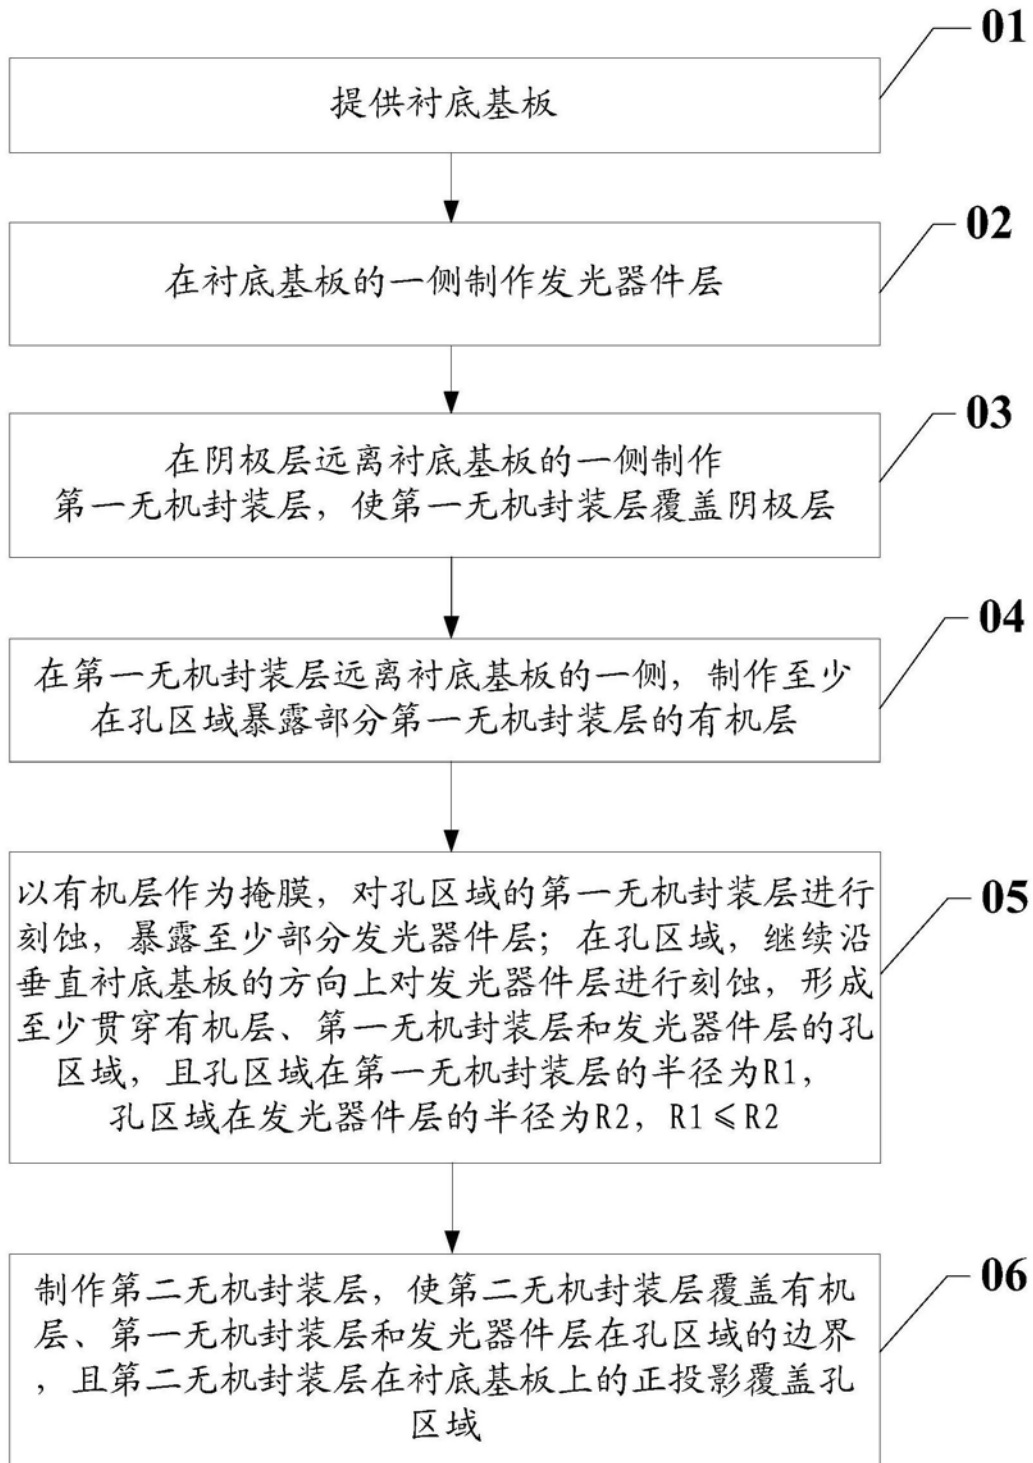 01
提供衬底基板
02
在衬底基板的一侧制作发光器件层
03
在阴极层远离衬底基板的一侧制作
第一无机封装层，使第一无机封装层覆盖阴极层
04
在第一无机封装层远离衬底基板的一侧，制作至少
在孔区域暴露部分第一无机封装层的有机层
05
以有机层作为掩膜，对孔区域的第一无机封装层进行
刻蚀，暴露至少部分发光器件层；在孔区域，继续沿
垂直衬底基板的方向上对发光器件层进行刻蚀，形成
至少贯穿有机层、第一无机封装层和发光器件层的孔
区域，且孔区域在第一无机封装层的半径为R1，
孔区域在发光器件层的半径为R2，R1≤R2
06
制作第二无机封装层，使第二无机封装层覆盖有机
层、第一无机封装层和发光器件层在孔区域的边界
，且第二无机封装层在衬底基板上的正投影覆盖孔
区域